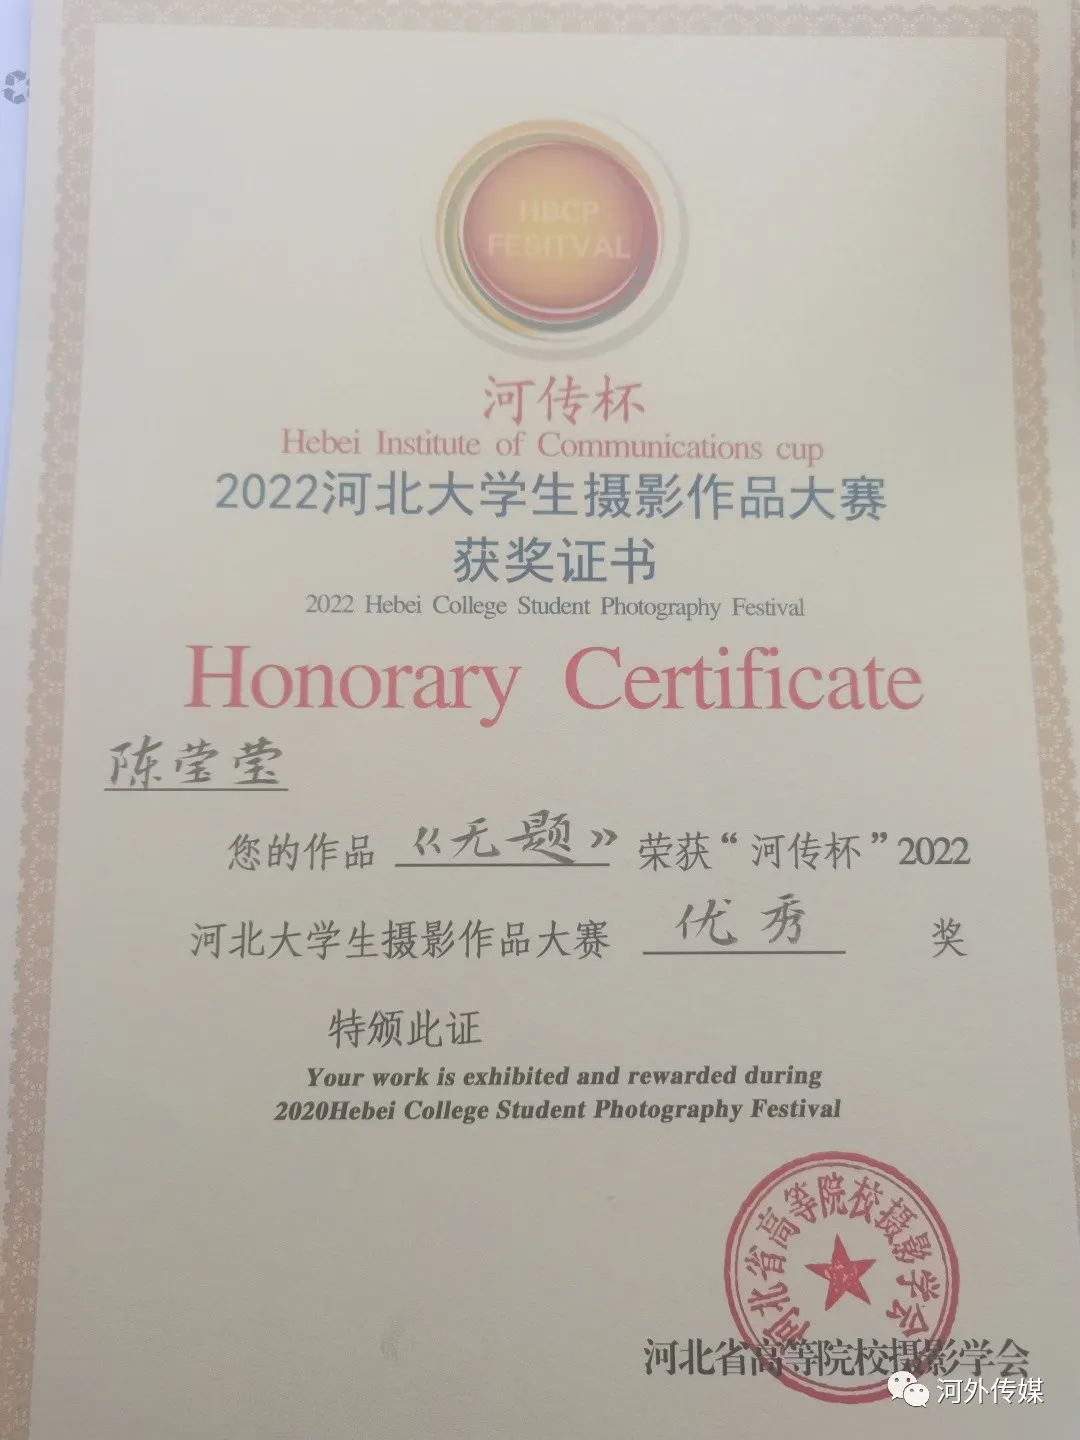 HBCP
FESITVAL
河传杯
Hebei Institute of Communications cup
2022河北大学生摄影作品大赛
获奖证书
2022 Hebei College Student Photography Festival
Honorary Certificate
陈莹莹
您的作品 《无题》 荣获“河传杯”2022
河北大学生摄影作品大赛 优秀 奖
特颁此证
Your work is exhibited and rewarded during
2020Hebei College Student Photography Festival
河北省高等院校摄影学会
河北省高等院校摄影学会
河外传媒